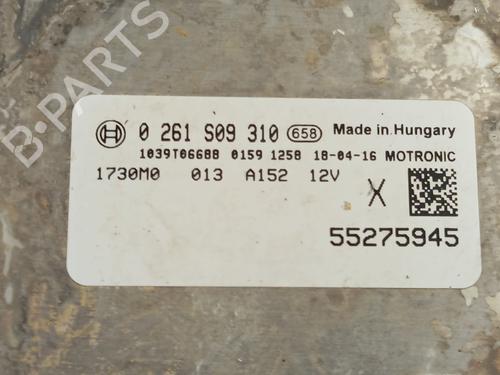 B-PARTS
0 261 S09 310 658 Made in Hungary
1039T06688 0159 1258 18-04-16 MOTRONIC
1730M0 013 A152 12V
X
55275945